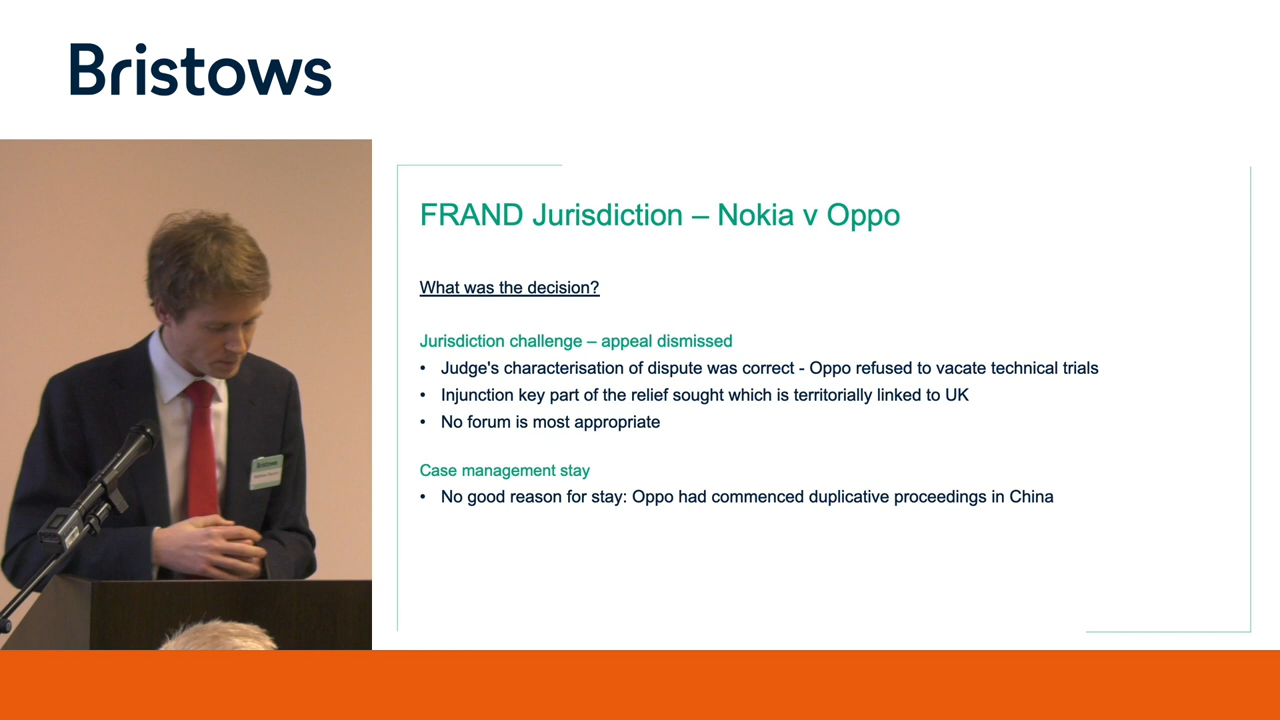 Bristows
FRAND Jurisdiction – Nokia v Oppo
What was the decision?
Jurisdiction challenge – appeal dismissed
• Judge's characterisation of dispute was correct - Oppo refused to vacate technical trials
• Injunction key part of the relief sought which is territorially linked to UK
• No forum is most appropriate
Case management stay
• No good reason for stay: Oppo had commenced duplicative proceedings in China
Bristows